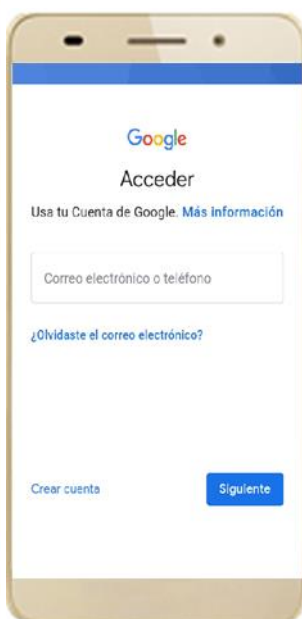 Google
Acceder
Usa tu Cuenta de Google. Más información
Correo electrónico o teléfono
¿Olvidaste el correo electrónico?
Crear cuenta
Siguiente